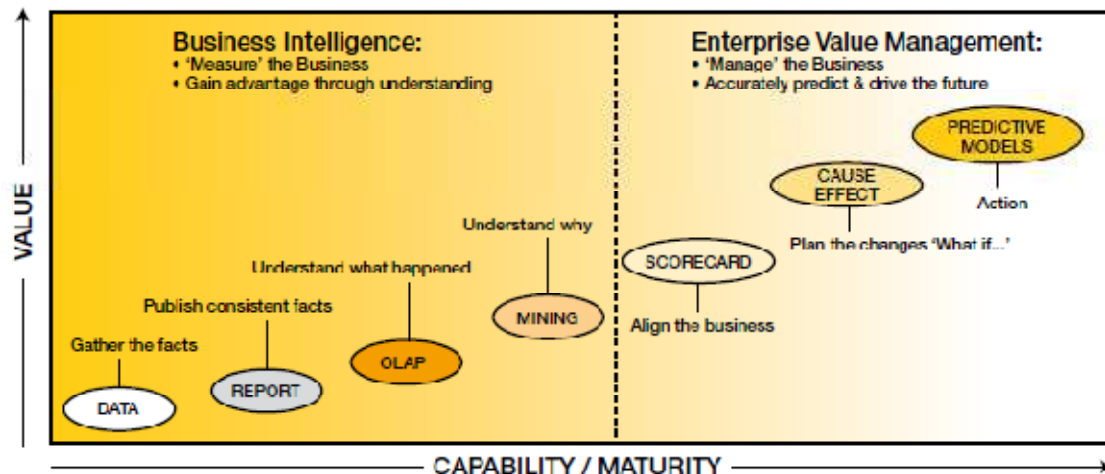 Business Intelligence:
• 'Measure' the Business
• Gain advantage through understanding
Enterprise Value Management:
• 'Manage' the Business
• Accurately predict & drive the future
PREDICTIVE
MODELS
Action
CAUSE
EFFECT
Plan the changes 'What if...'
Understand why
SCORECARD
Align the business
Understand what happened
MINING
Publish consistent facts
OLAP
Gather the facts
REPORT
DATA
VALUE
CAPABILITY / MATURITY